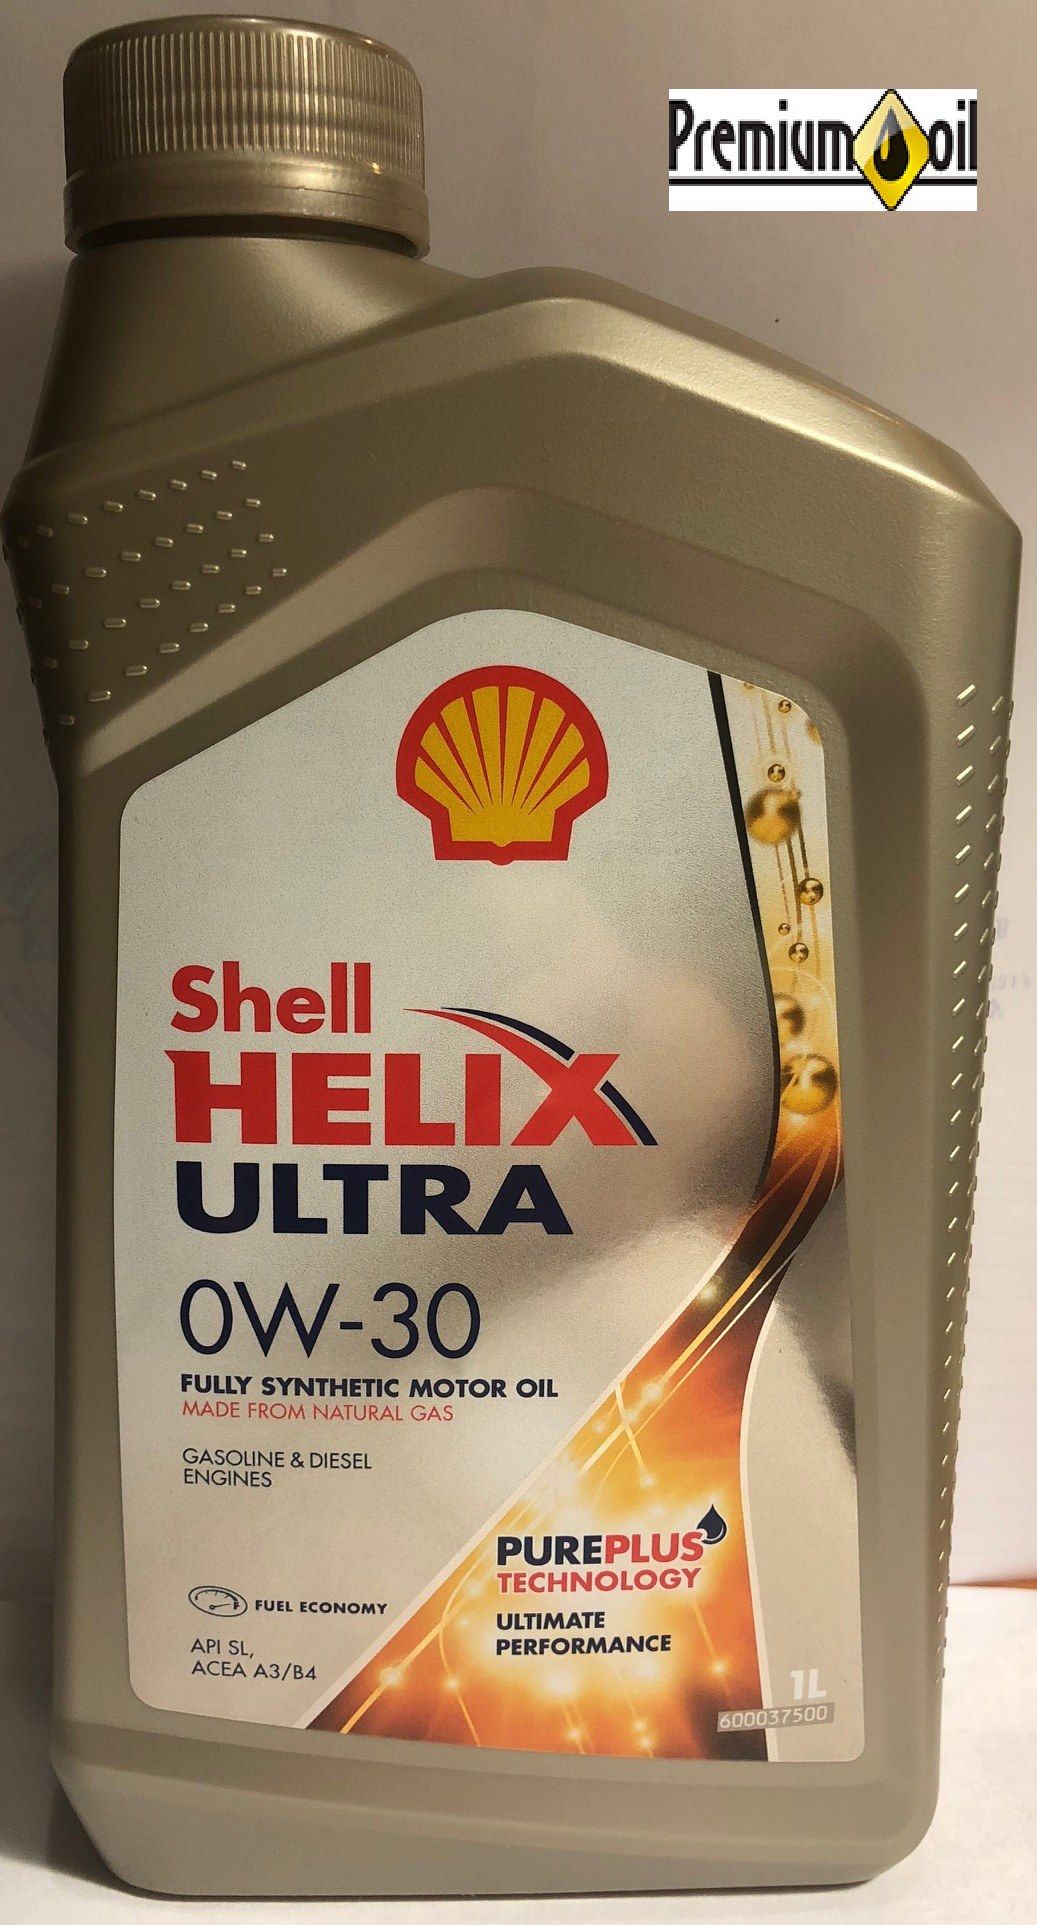 Premium oil
Shell
HELIX
ULTRA
0W-30
FULLY SYNTHETIC MOTOR OIL
MADE FROM NATURAL GAS
GASOLINE & DIESEL
ENGINES
PUREPLUS
TECHNOLOGY
ULTIMATE
PERFORMANCE
FUEL ECONOMY
API SL,
ACEA A3/B4
1L
600037500